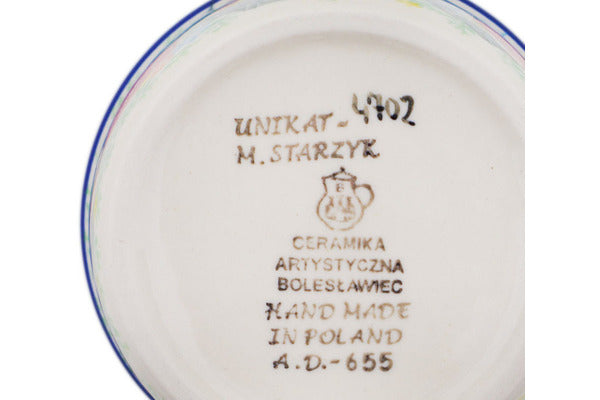 UNIKAT-4702
M. STARZYK
B
CERAMIKA
ARTYSTYCZNA
BOLESŁAWIEC
HAND MADE
IN POLAND
A.D.-655